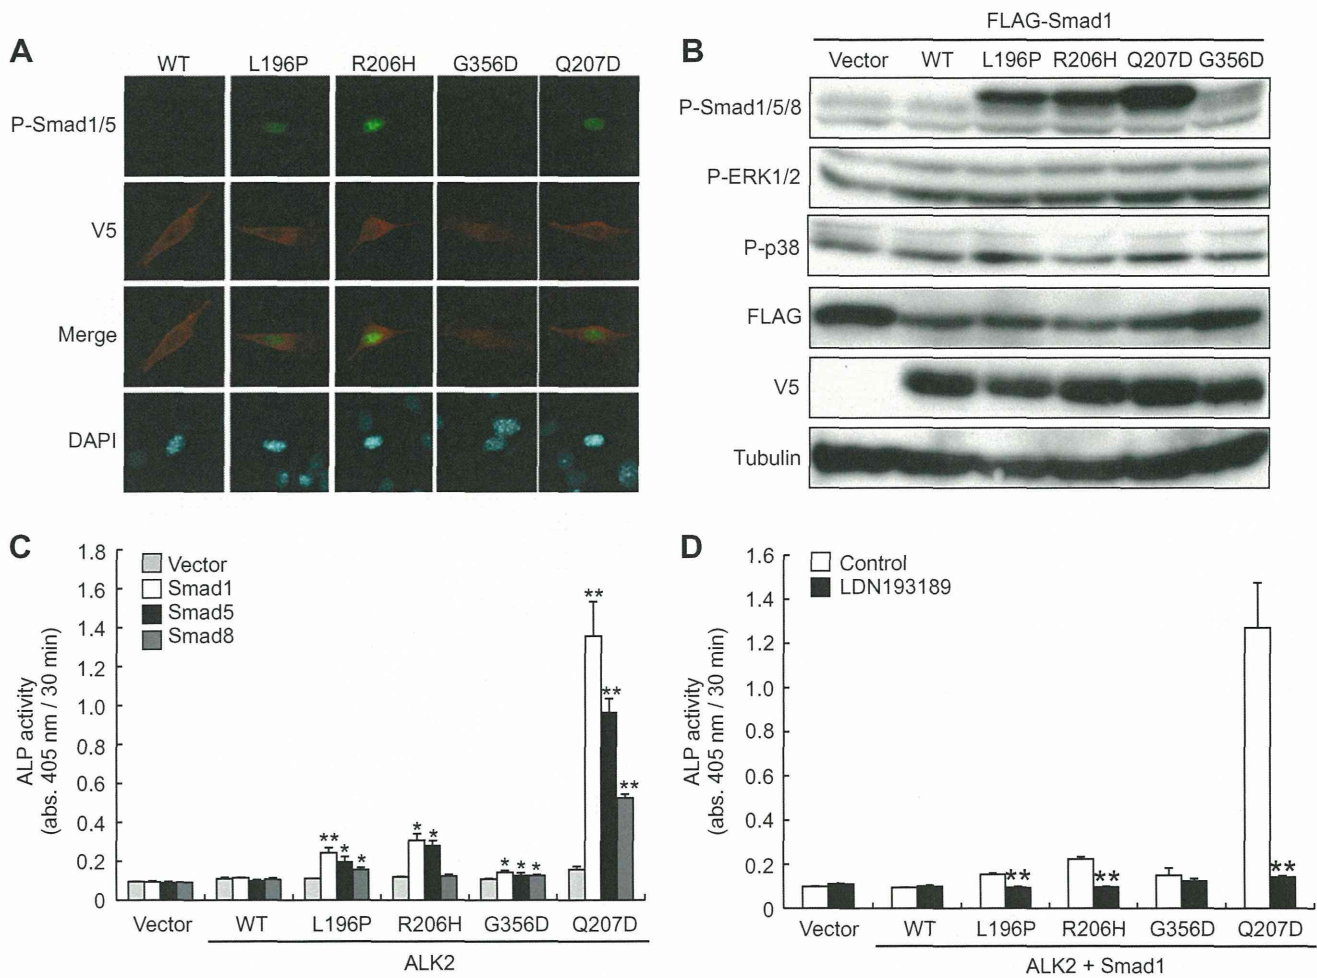 A
WT L196P R206H G356D Q207D
P-Smad1/5
V5
Merge
DAPI
B
FLAG-Smad1
Vector WT L196P R206H Q207D G356D
P-Smad1/5/8
P-ERK1/2
P-p38
FLAG
V5
Tubulin
C
ALP activity
(abs. 405 nm / 30 min)
1.8
1.6
1.4
1.2
1.0
0.8
0.6
0.4
0.2
0
Vector
Smad1
Smad5
Smad8
** * *
* *
* * *
**
**
**
Vector WT L196P R206H G356D Q207D
ALK2
D
ALP activity
(abs. 405 nm / 30 min)
1.6
1.4
1.2
1.0
0.8
0.6
0.4
0.2
0
Control
LDN193189
**
**
**
Vector WT L196P R206H G356D Q207D
ALK2 + Smad1